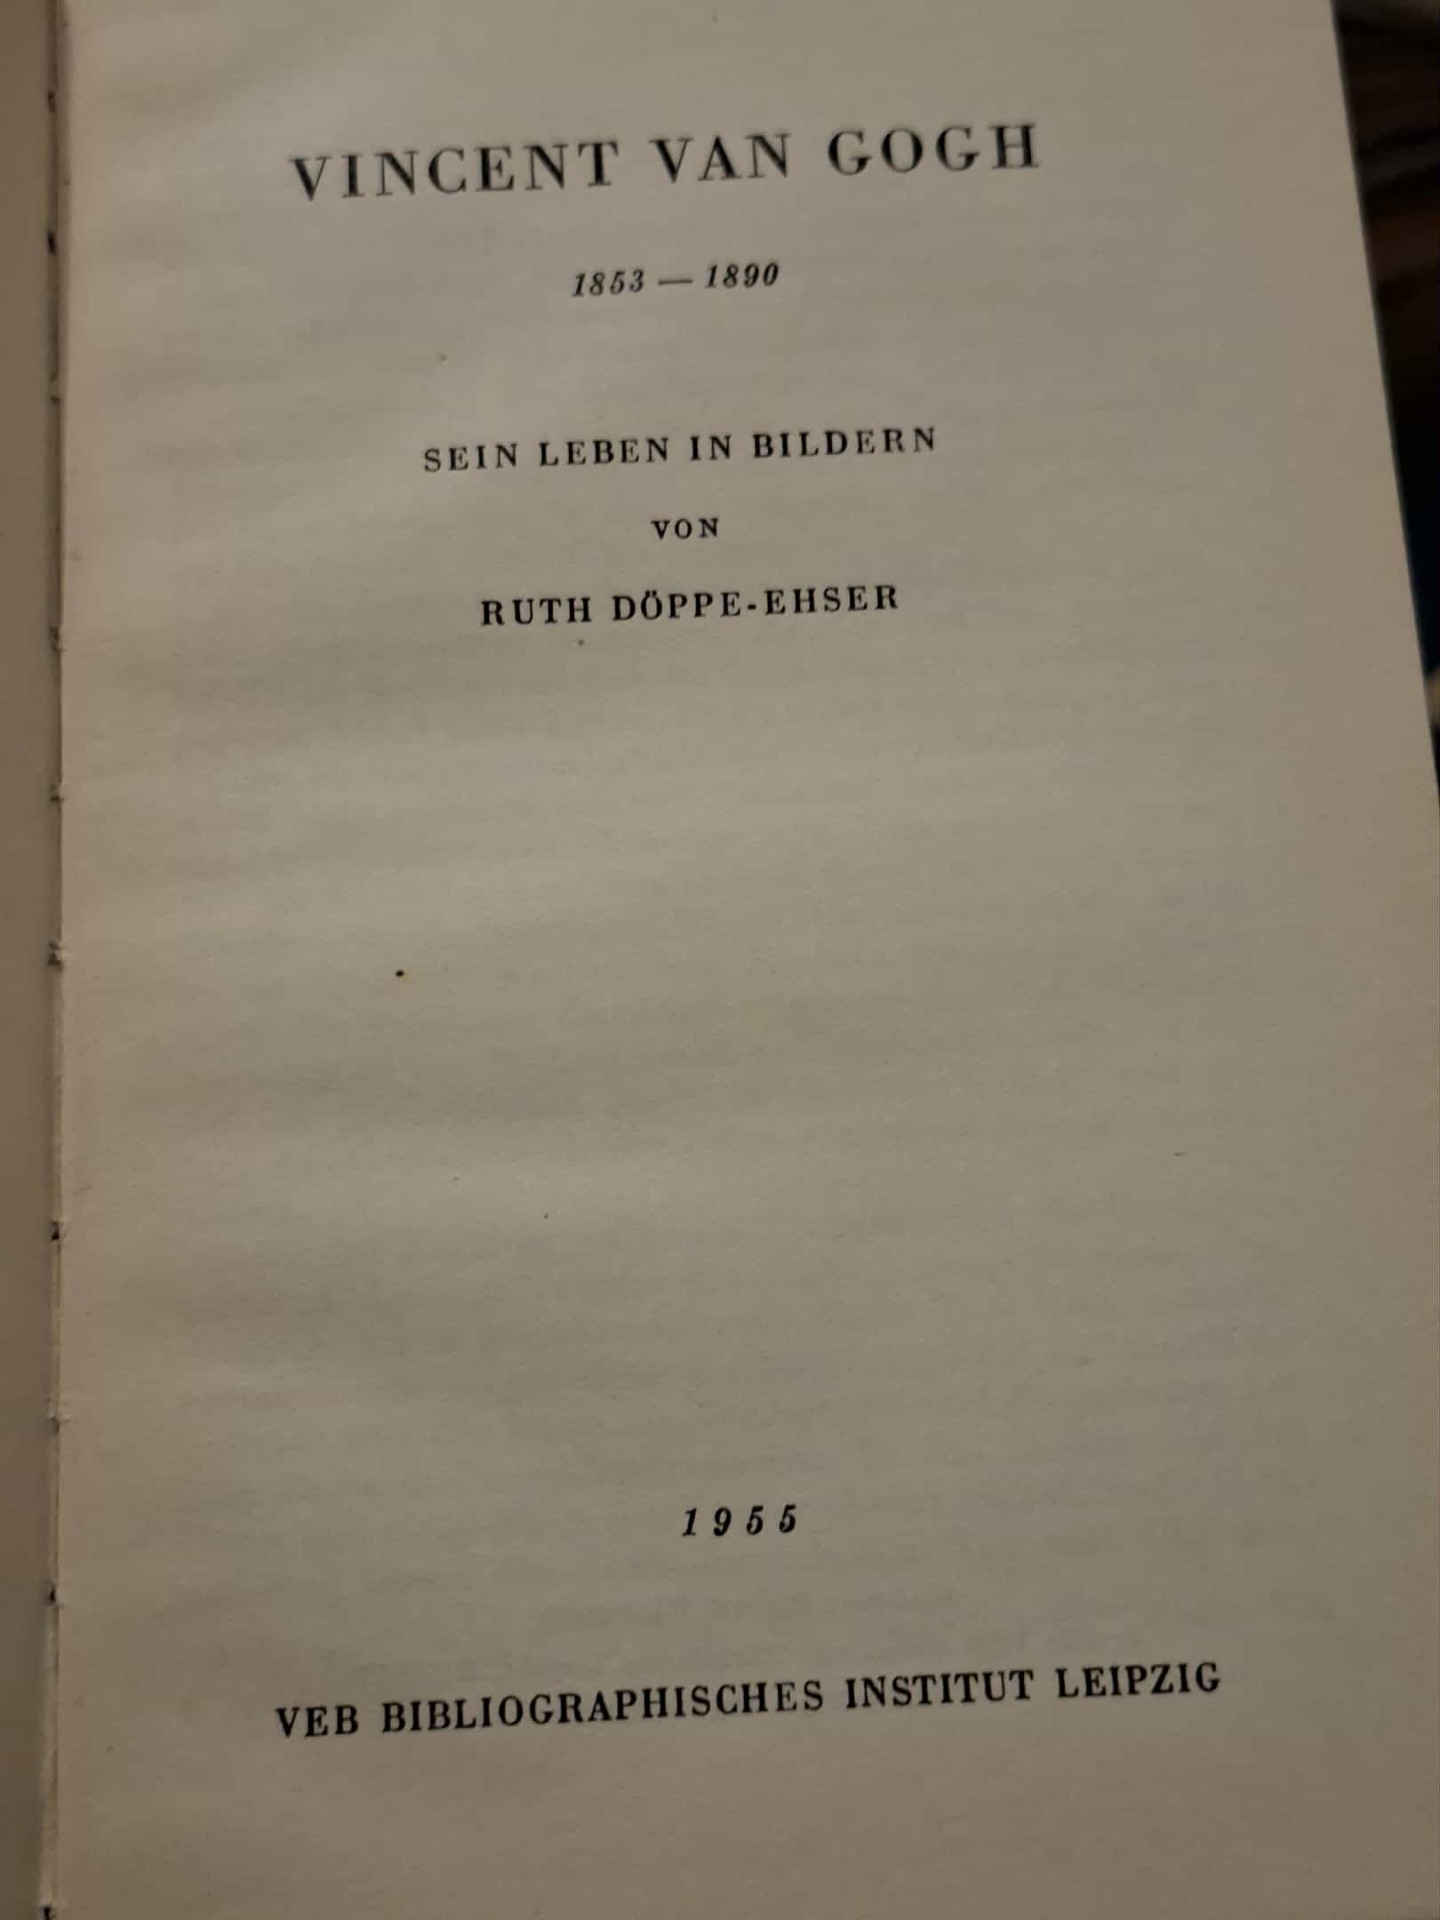 VINCENT VAN GOGH
1853 — 1890
SEIN LEBEN IN BILDERN
VON
RUTH DÖPPE-EHSER
1955
VEB BIBLIOGRAPHISCHES INSTITUT LEIPZIG